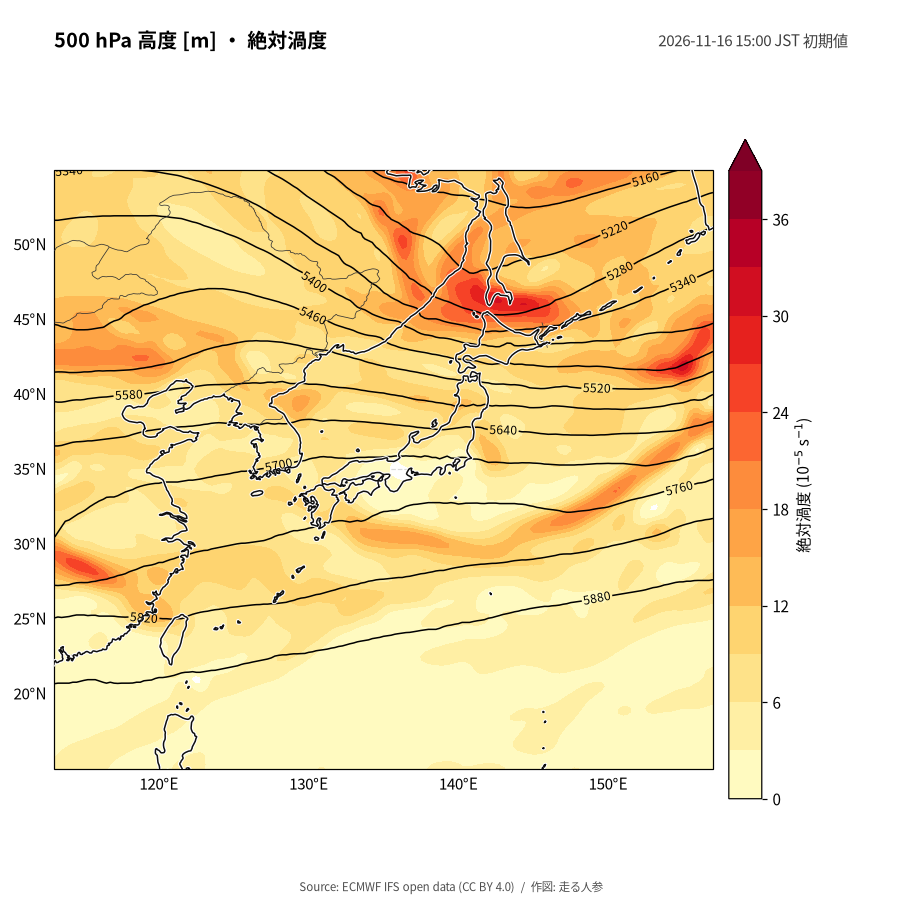 500 hPa 高度 [m] ・ 絶対渦度
2026-11-16 15:00 JST 初期値
5340
5160
5220
5280
5340
5400
5460
5520
5580
5640
5700
5760
5820
5880
50°N
45°N
40°N
35°N
30°N
25°N
20°N
120°E
130°E
140°E
150°E
36
30
24
18
12
6
0
絶対渦度 (10⁻⁵ s⁻¹)
Source: ECMWF IFS open data (CC BY 4.0) / 作図: 走る人参